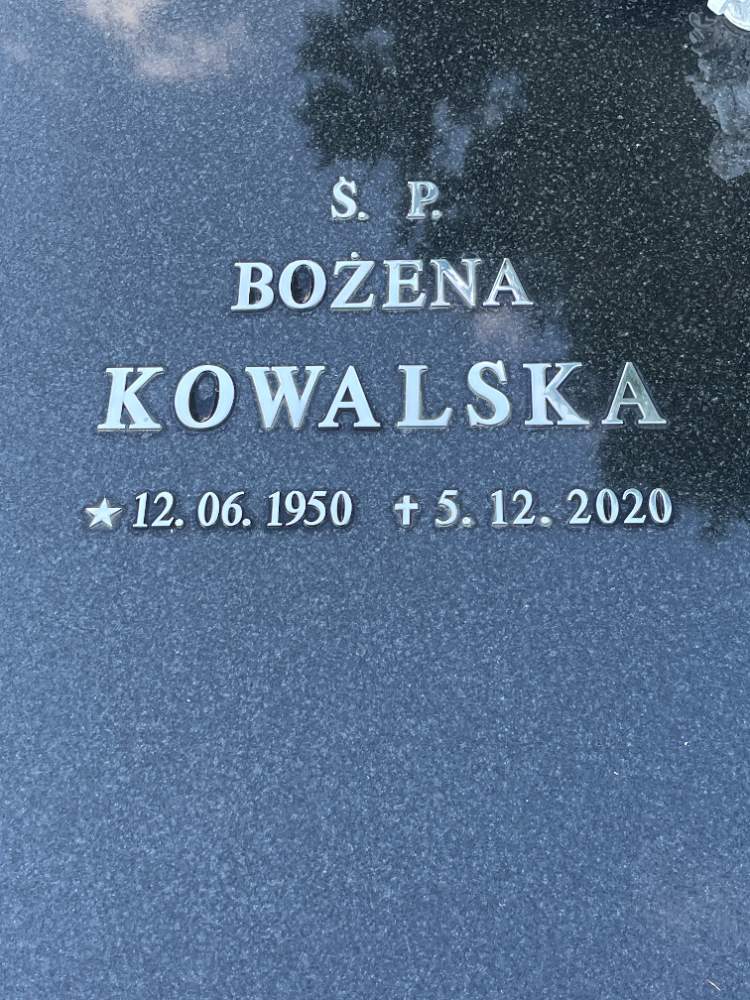 Ś. P.
BOŻENA
KOWALSKA
★ 12. 06. 1950 ✝ 5. 12. 2020